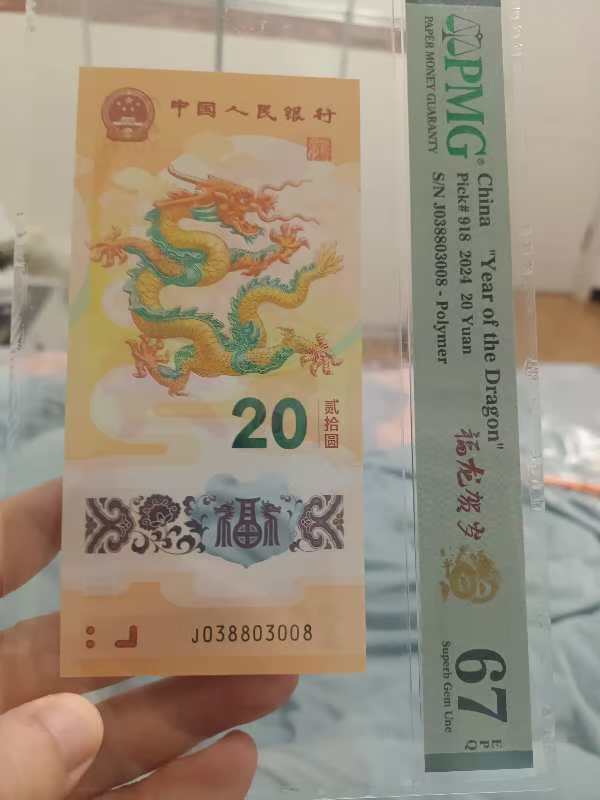 中国人民银行
20
贰拾圆
福
J038803008
PMG®
PAPER MONEY GUARANTY
China "Year of the Dragon"
Pick# 918 2024 20 Yuan
S/N J038803008 - Polymer
福龙贺岁
67
EPQ
Superb Gem Unc